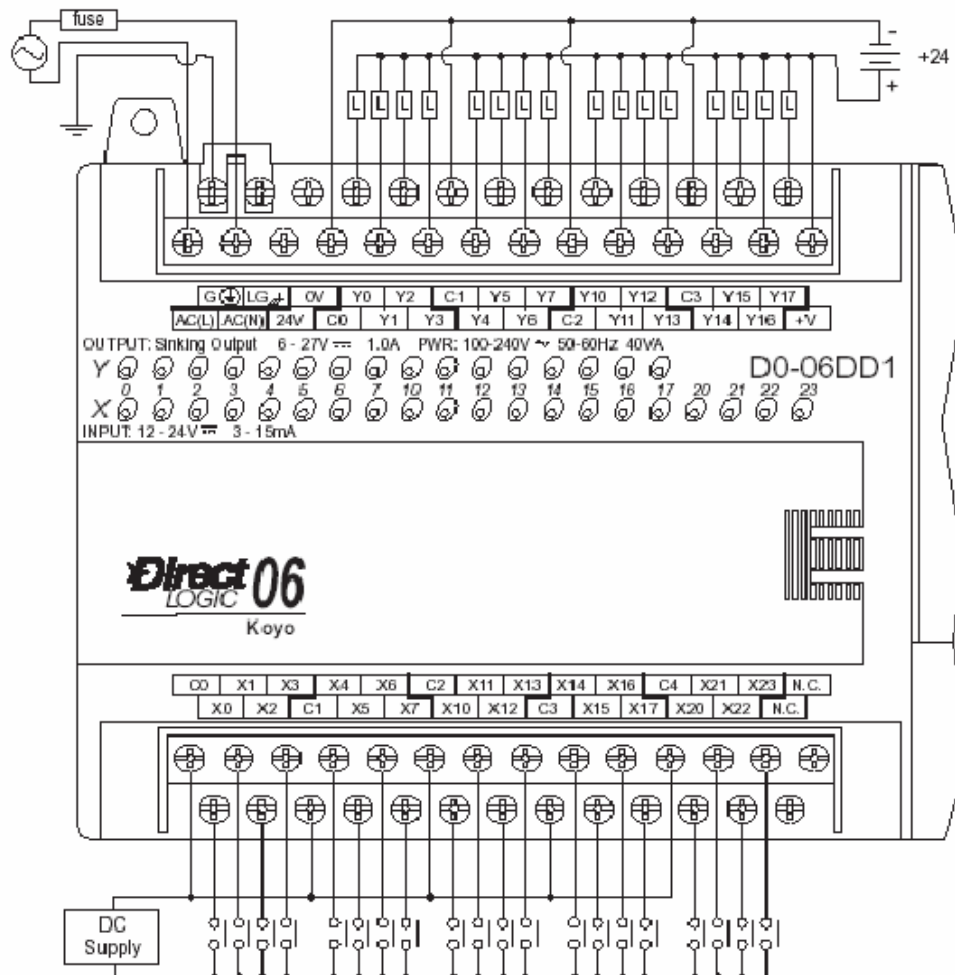 fuse
-
+24
+
L L L L L L L L L L L L L L L L
G LG 0V Y0 Y2 C1 Y5 Y7 Y10 Y12 C3 Y15 Y17
AC(L) AC(N) 24V C0 Y1 Y3 Y4 Y6 C2 Y11 Y13 Y14 Y16 +V
OUTPUT: Sinking Output 6 - 27V 1.0A PWR: 100-240V ~ 50-60Hz 40VA
Y D0-06DD1
0 1 2 3 4 5 6 7 10 11 12 13 14 15 16 17 20 21 22 23
X
INPUT: 12 - 24V 3 - 15mA
Direct
LOGIC 06
Koyo
C0 X1 X3 X4 X6 C2 X11 X13 X14 X16 C4 X21 X23 N.C.
X0 X2 C1 X5 X7 X10 X12 C3 X15 X17 X20 X22 N.C.
DC
Supply